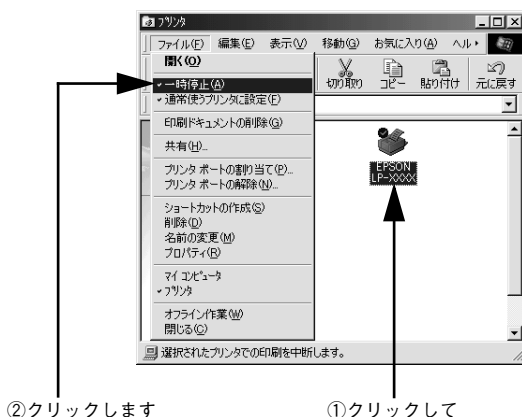 プリンタ
ファイル(F) 編集(E) 表示(V) 移動(G) お気に入り(A) ヘル
切り取り コピー 貼り付け 元に戻す
開く(O)
一時停止(A)
通常使うプリンタに設定(F)
印刷ドキュメントの削除(G)
共有(H)...
プリンタ ポートの割り当て(P)...
プリンタ ポートの解除(N)...
ショートカットの作成(S)
削除(D)
名前の変更(M)
プロパティ(R)
マイ コンピュータ
プリンタ
オフライン作業(W)
閉じる(C)
EPSON
LP-XXXX
選択されたプリンタでの印刷を中断します。
②クリックします ①クリックして